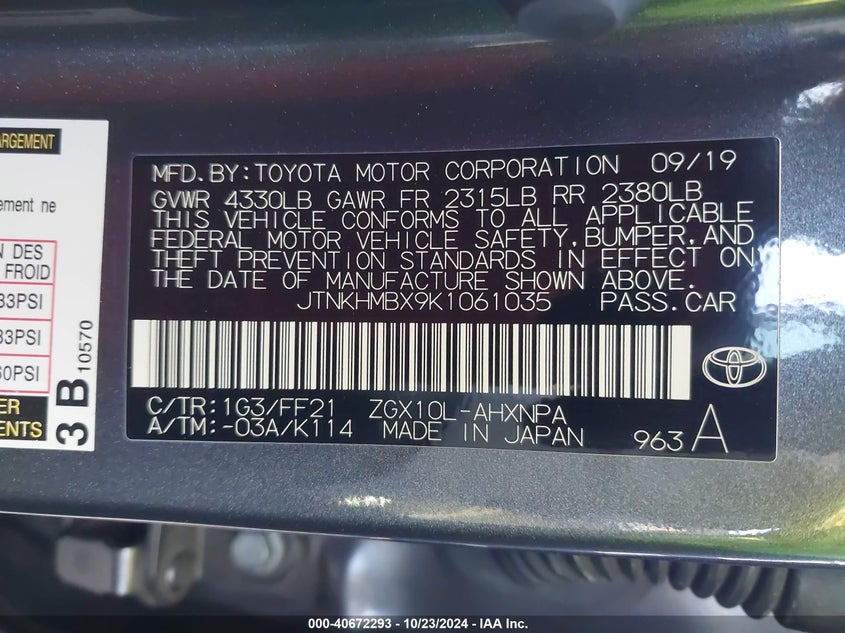 ARGEMENT
ement ne
N DES
FROID
33PSI
33PSI
60PSI
ER
ENTS
3 B 10570
MFD.BY:TOYOTA MOTOR CORPORATION 09/19
GVWR 4330LB GAWR FR 2315LB RR 2380LB
THIS VEHICLE CONFORMS TO ALL APPLICABLE
FEDERAL MOTOR VEHICLE SAFETY,BUMPER,AND
THEFT PREVENTION STANDARDS IN EFFECT ON
THE DATE OF MANUFACTURE SHOWN ABOVE.
JTNKHMBX9K1061035 PASS.CAR
C/TR:1G3/FF21 ZGX10L-AHXNPA
A/TM:-03A/K114 MADE IN JAPAN 963 A
000-40672293 - 10/23/2024 - IAA Inc.